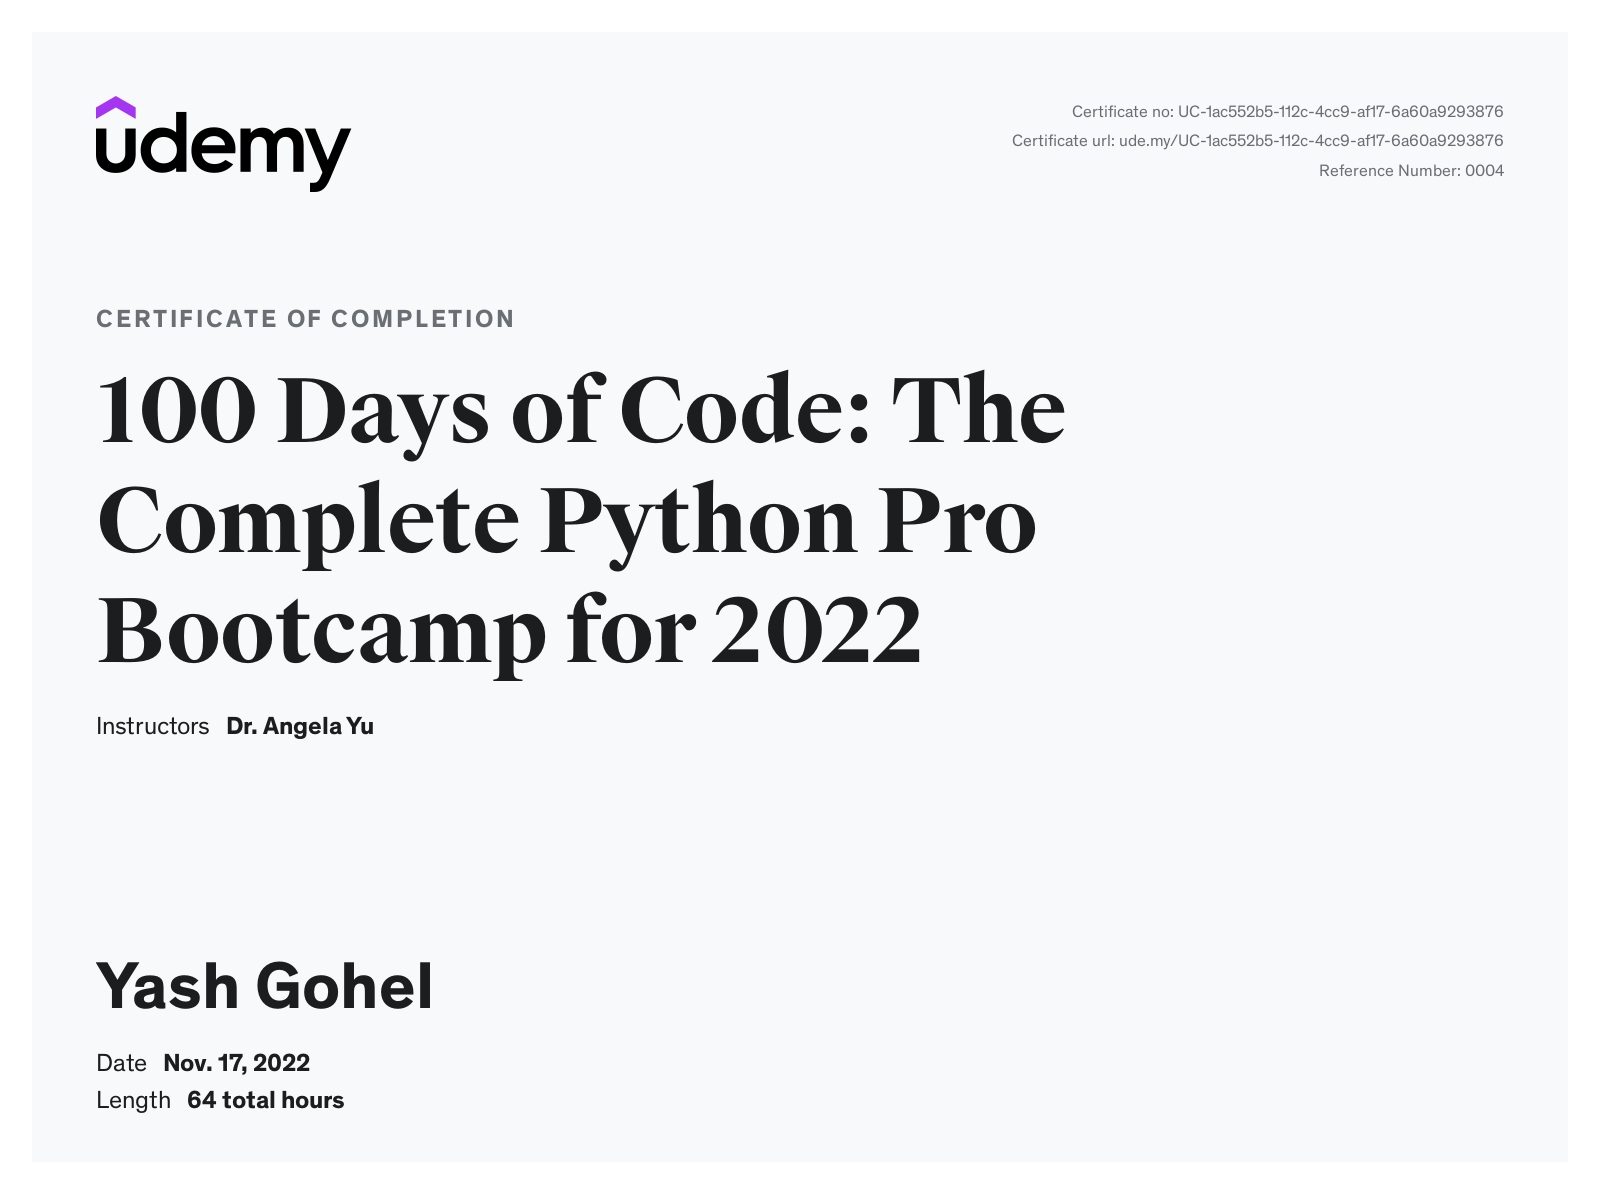 udemy
Certificate no: UC-1ac552b5-112c-4cc9-af17-6a60a9293876
Certificate url: ude.my/UC-1ac552b5-112c-4cc9-af17-6a60a9293876
Reference Number: 0004
CERTIFICATE OF COMPLETION
100 Days of Code: The
Complete Python Pro
Bootcamp for 2022
Instructors Dr. Angela Yu
Yash Gohel
Date Nov. 17, 2022
Length 64 total hours